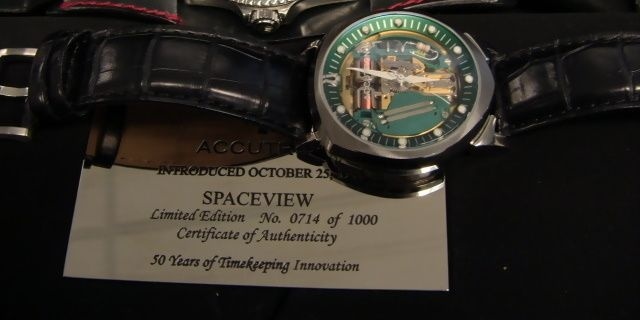 INTRODUCED OCTOBER 25,
SPACEVIEW
Limited Edition No. 0714 of 1000
Certificate of Authenticity
50 Years of Timekeeping Innovation